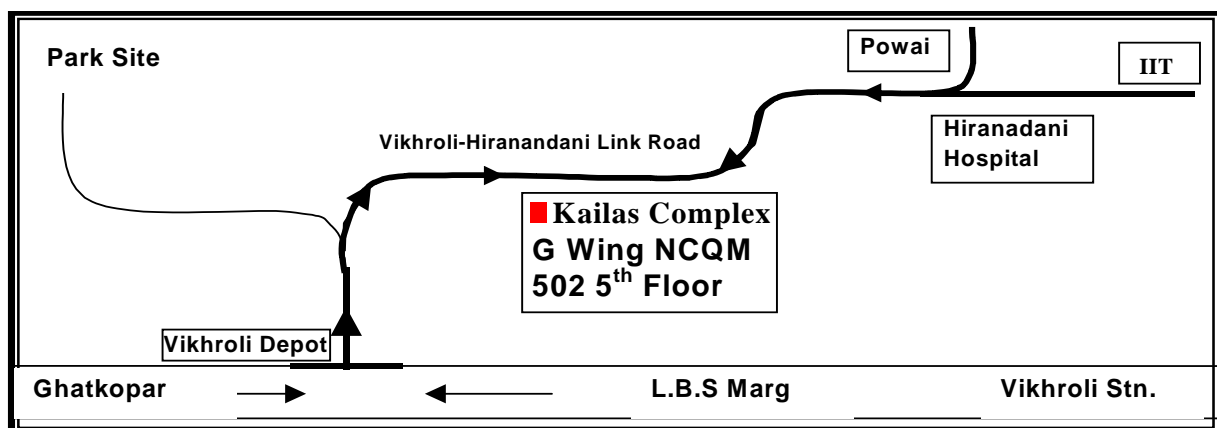 Park Site
Powai
IIT
Hiranadani
Hospital
Vikhroli-Hiranandani Link Road
Kailas Complex
G Wing NCQM
502 5th Floor
Vikhroli Depot
Ghatkopar
L.B.S Marg
Vikhroli Stn.